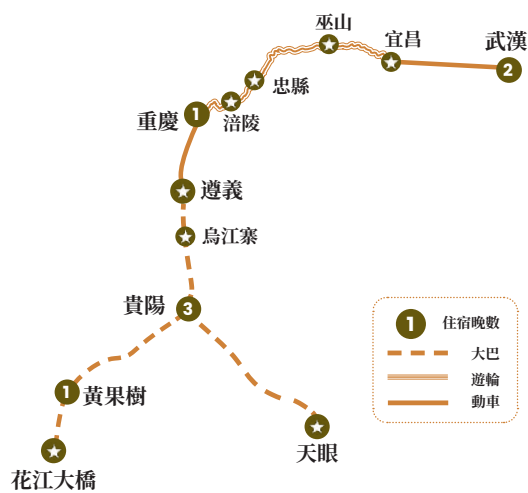 巫山
宜昌
武漢
2
忠縣
1
重慶
涪陵
遵義
烏江寨
貴陽
3
1 住宿晚數
大巴
遊輪
動車
1
黃果樹
天眼
花江大橋